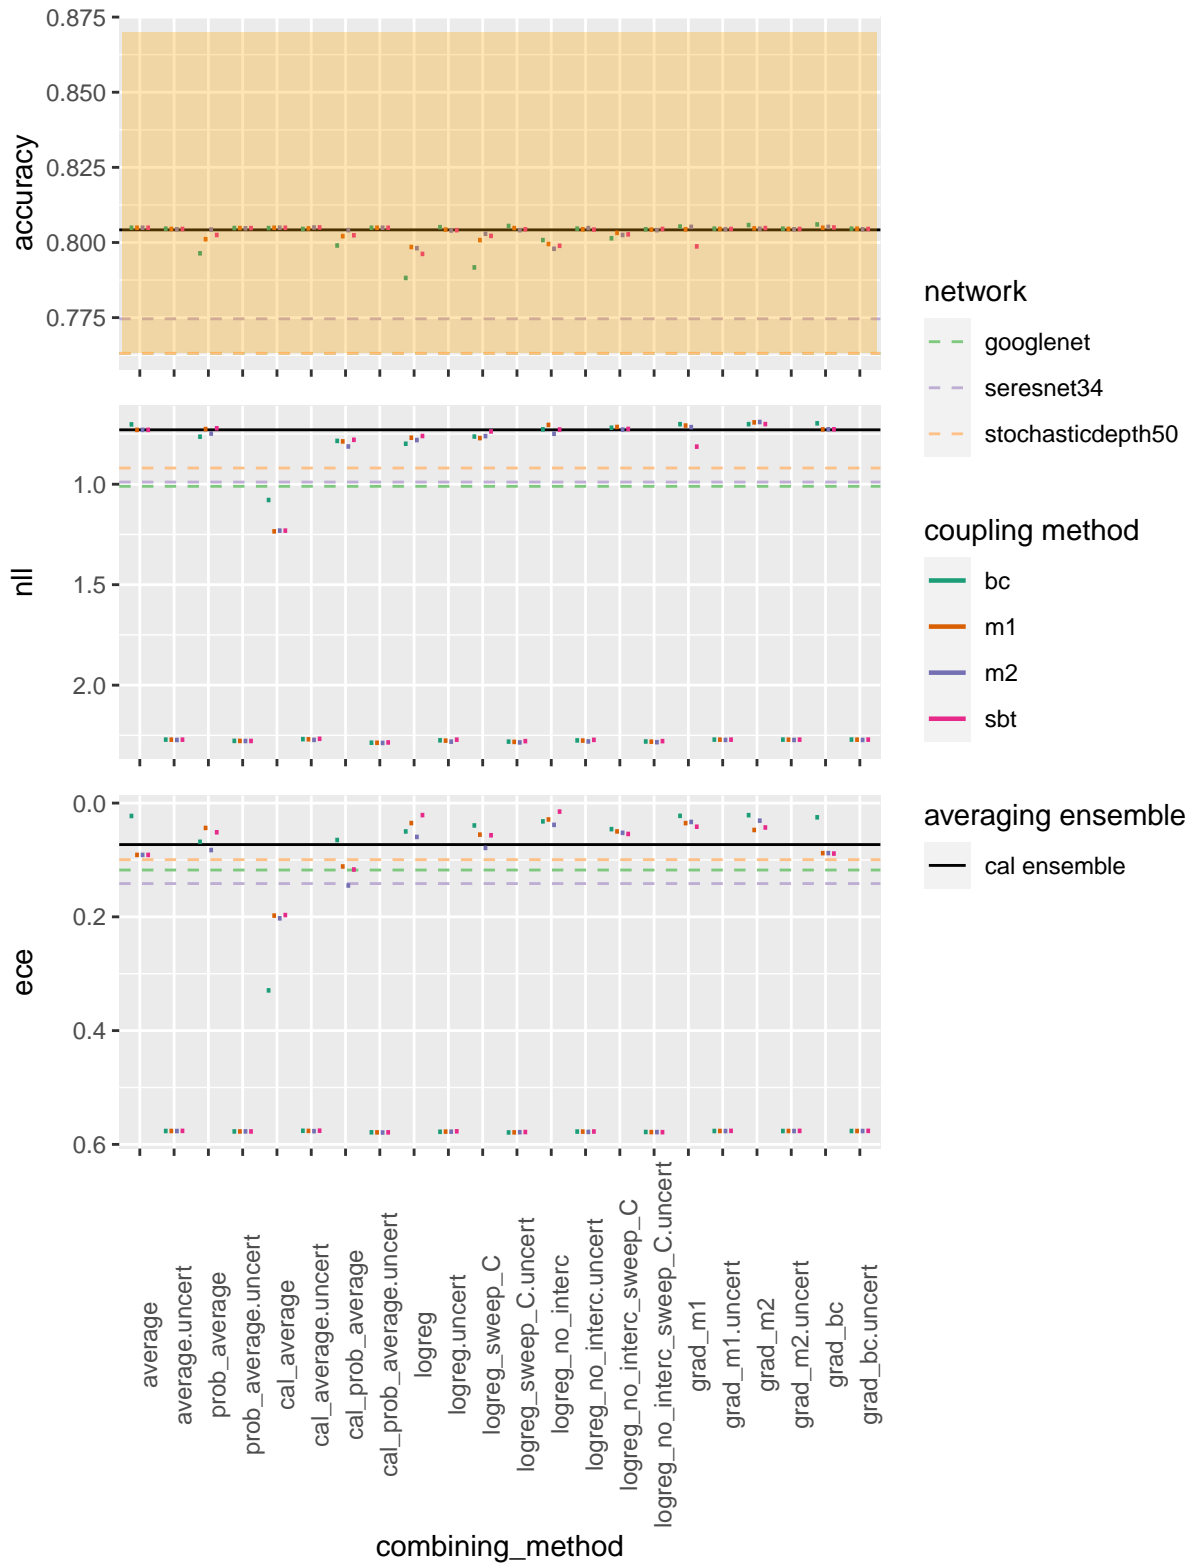 0.875
0.850
0.825
0.800
0.775
accuracy
1.0
1.5
2.0
nll
0.0
0.2
0.4
0.6
ece
average
average.uncert
prob_average
prob_average.uncert
cal_average
cal_average.uncert
cal_prob_average
cal_prob_average.uncert
logreg
logreg.uncert
logreg_sweep_C
logreg_sweep_C.uncert
logreg_no_interc
logreg_no_interc.uncert
logreg_no_interc_sweep_C
logreg_no_interc_sweep_C.uncert
grad_m1
grad_m1.uncert
grad_m2
grad_m2.uncert
grad_bc
grad_bc.uncert
combining_method
network
googlenet
seresnet34
stochasticdepth50
coupling method
bc
m1
m2
sbt
averaging ensemble
cal ensemble